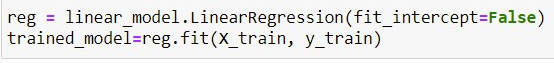 reg = linear_model.LinearRegression(fit_intercept=False)
trained_model=reg.fit(X_train, y_train)